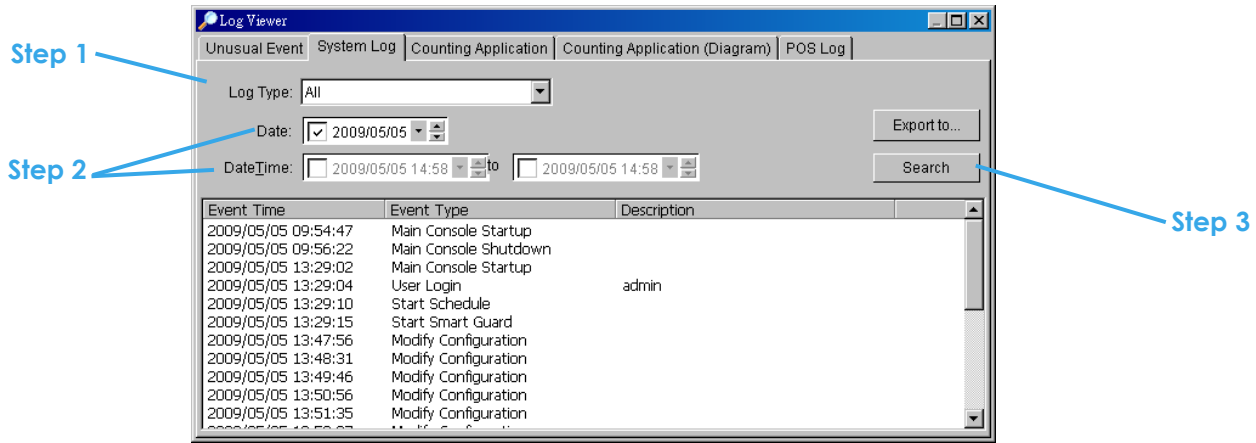 Log Viewer
Unusual Event System Log Counting Application Counting Application (Diagram) POS Log
Step 1
Log Type: All
Date: 2009/05/05
Export to...
Step 2
DateTime: 2009/05/05 14:58 to 2009/05/05 14:58
Search
Step 3
Event Time Event Type Description
2009/05/05 09:54:47 Main Console Startup
2009/05/05 09:56:22 Main Console Shutdown
2009/05/05 13:29:02 Main Console Startup
2009/05/05 13:29:04 User Login admin
2009/05/05 13:29:10 Start Schedule
2009/05/05 13:29:15 Start Smart Guard
2009/05/05 13:47:56 Modify Configuration
2009/05/05 13:48:31 Modify Configuration
2009/05/05 13:49:46 Modify Configuration
2009/05/05 13:50:56 Modify Configuration
2009/05/05 13:51:35 Modify Configuration